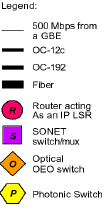 Legend:
500 Mbps from
a GBE
OC-12c
OC-192
Fiber
R
Router acting
As an IP LSR
S
SONET
switch/mux
O
Optical
OEO switch
P
Photonic Switch